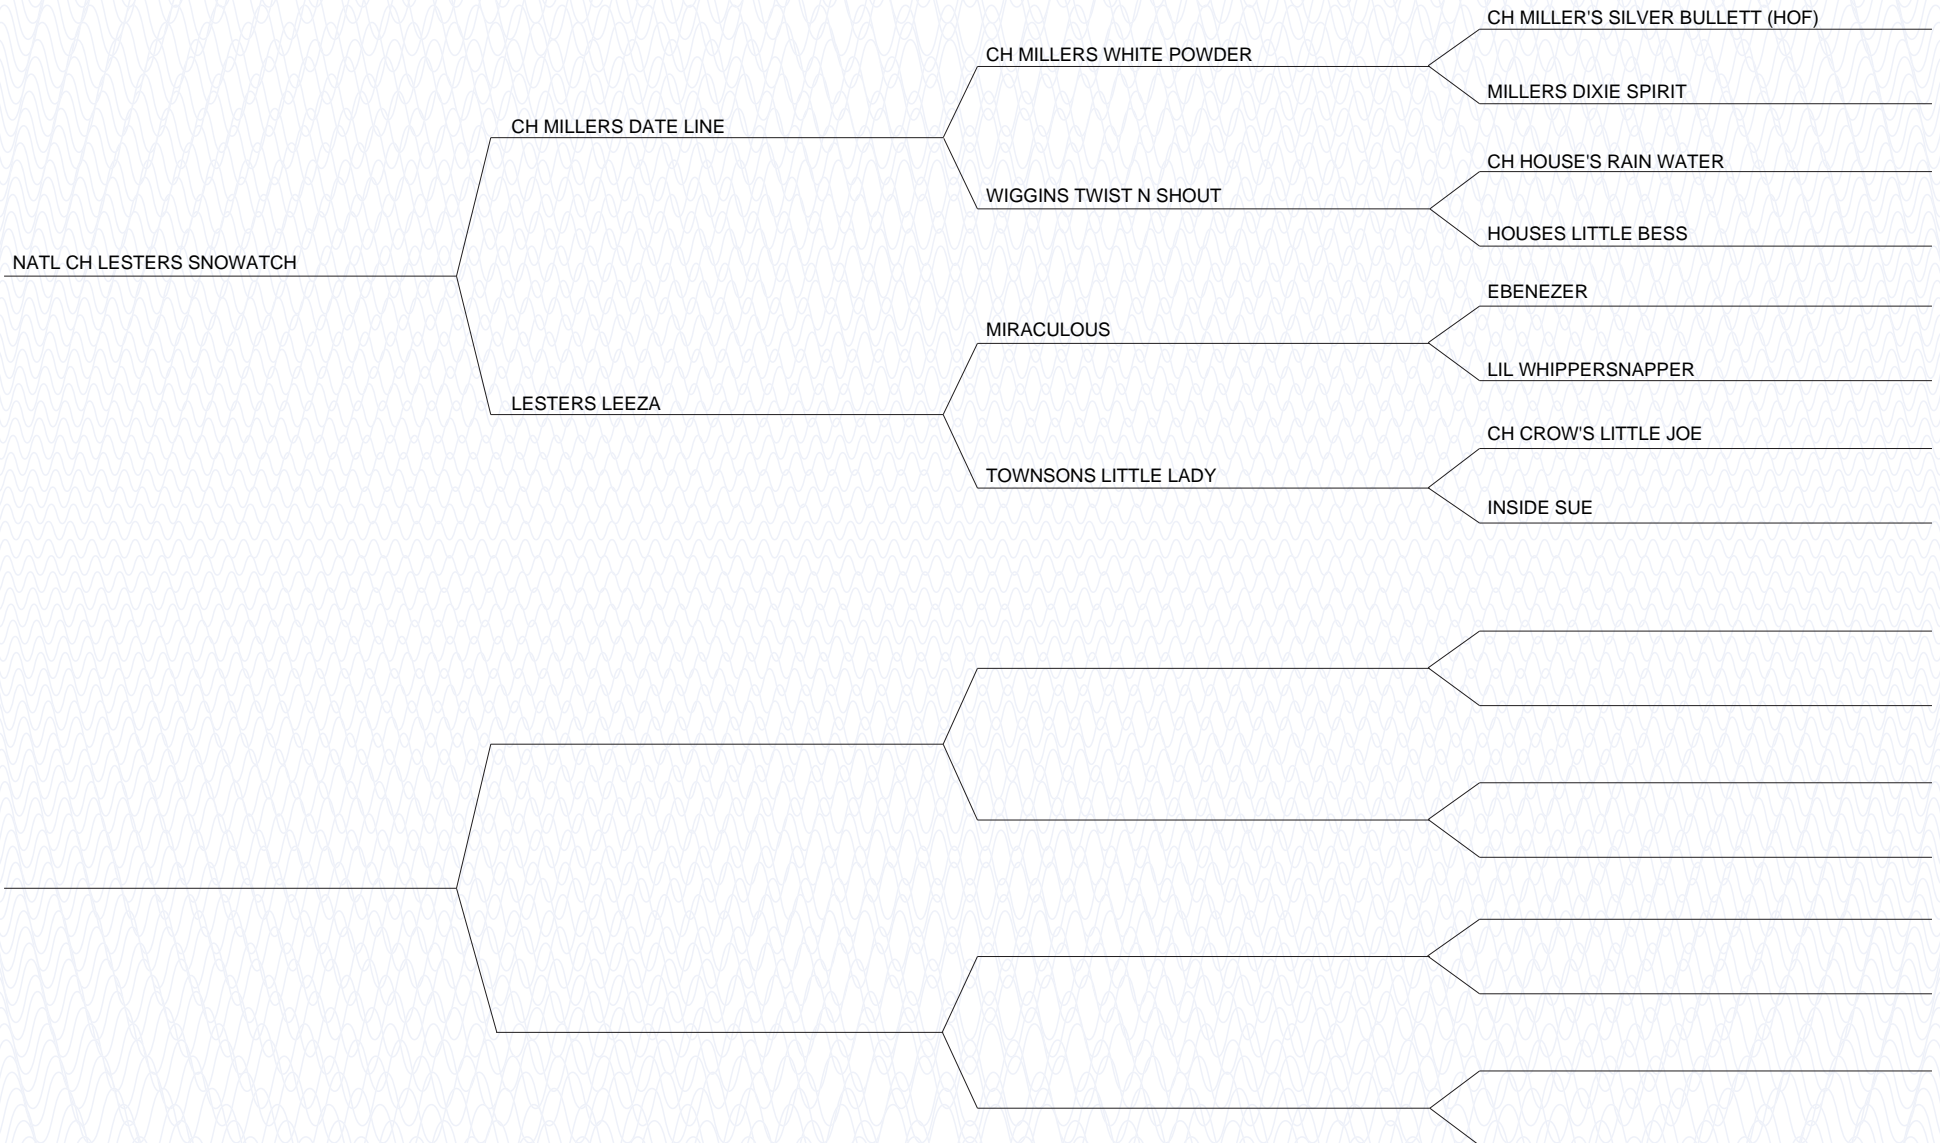 CH MILLER'S SILVER BULLETT (HOF)
CH MILLERS WHITE POWDER
MILLERS DIXIE SPIRIT
CH MILLERS DATE LINE
CH HOUSE'S RAIN WATER
WIGGINS TWIST N SHOUT
HOUSES LITTLE BESS
NATL CH LESTERS SNOWATCH
EBENEZER
MIRACULOUS
LIL WHIPPERSNAPPER
LESTERS LEEZA
CH CROW'S LITTLE JOE
TOWNSONS LITTLE LADY
INSIDE SUE